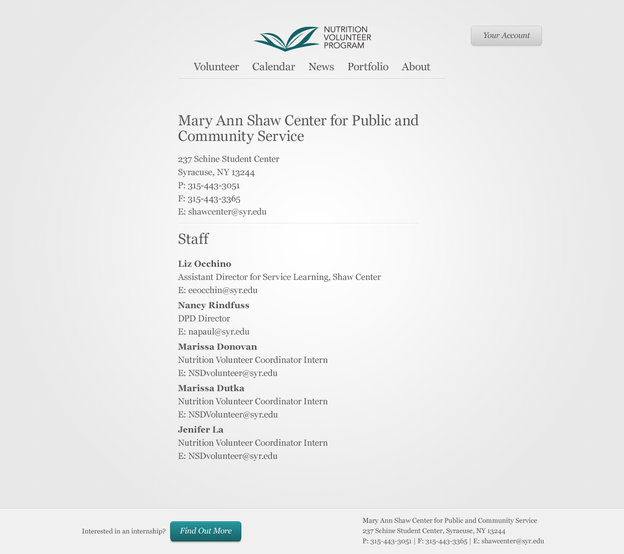 NUTRITION
VOLUNTEER
PROGRAM
Your Account
Volunteer Calendar News Portfolio About
Mary Ann Shaw Center for Public and
Community Service
237 Schine Student Center
Syracuse, NY 13244
P: 315-443-3051
F: 315-443-3365
E: shawcenter@syr.edu
Staff
Liz Occhino
Assistant Director for Service Learning, Shaw Center
E: eeocchin@syr.edu
Nancy Rindfuss
DPD Director
E: napaul@syr.edu
Marissa Donovan
Nutrition Volunteer Coordinator Intern
E: NSDvolunteer@syr.edu
Marissa Dutka
Nutrition Volunteer Coordinator Intern
E: NSDVolunteer@syr.edu
Jenifer La
Nutrition Volunteer Coordinator Intern
E: NSDvolunteer@syr.edu
Interested in an internship? Find Out More
Mary Ann Shaw Center for Public and Community Service
237 Schine Student Center, Syracuse, NY 13244
P: 315-443-3051 | F: 315-443-3365 | E: shawcenter@syr.edu